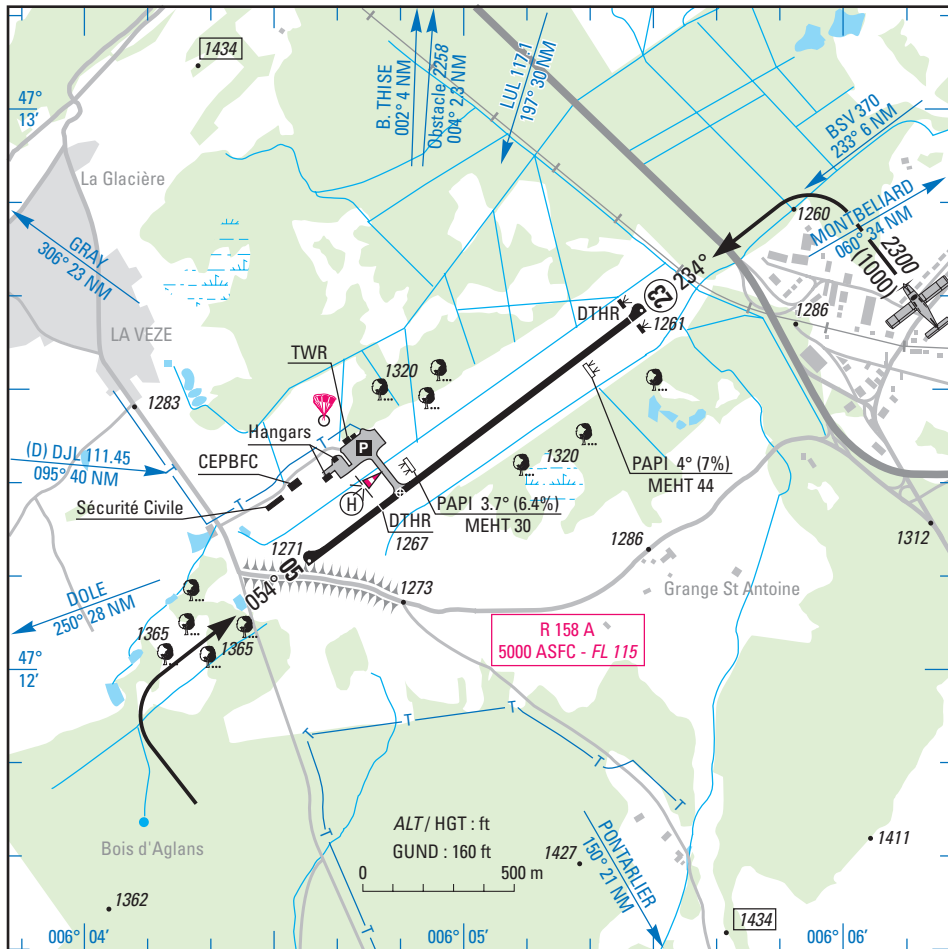 1434
47°
13'
B. THISE
002° 4 NM
Obstacle 2258
004° 2,3 NM
LUL 117.1
197° 30 NM
BSV 370
233° 6 NM
La Glacière
1260
MONTBELIARD
060° 34 NM
2300
(1000)
GRAY
306° 23 NM
234°
23
DTHR
1261
1286
LA VEZE
TWR
1320
1283
Hangars
P
CEPBFC
(D) DJL 111.45
095° 40 NM
1320
PAPI 4° (7%)
MEHT 44
Sécurité Civile
H
PAPI 3.7° (6.4%)
MEHT 30
DTHR
1267
1312
1271
1286
054°
05
1273
Grange St Antoine
DOLE
250° 28 NM
R 158 A
5000 ASFC - FL 115
1365
1365
47°
12'
T
T
T
T
T
T
T
T
T
T
ALT / HGT : ft
GUND : 160 ft
0
500 m
Bois d'Aglans
1427
PONTARLIER
150° 21 NM
1411
1362
1434
006° 04'
006° 05'
006° 06'